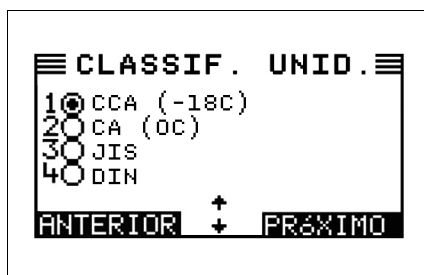 CLASSIF. UNID.
1 CCA (-18C)
2 CA (0C)
3 JIS
4 DIN
ANTERIOR PRÓXIMO